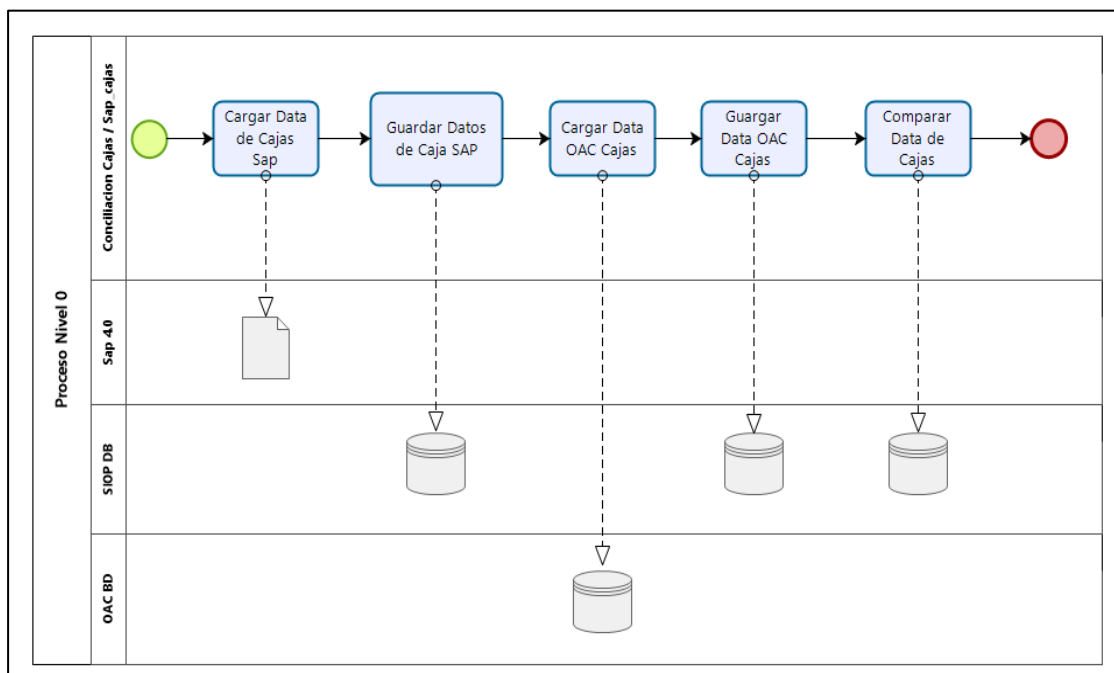 Proceso Nivel 0
Conciliacion Cajas / Sap_cajas
Cargar Data
de Cajas
Sap
Guardar Datos
de Caja SAP
Cargar Data
OAC Cajas
Guargar
Data OAC
Cajas
Comparar
Data de
Cajas
Sap 4.0
SIOP DB
OAC BD